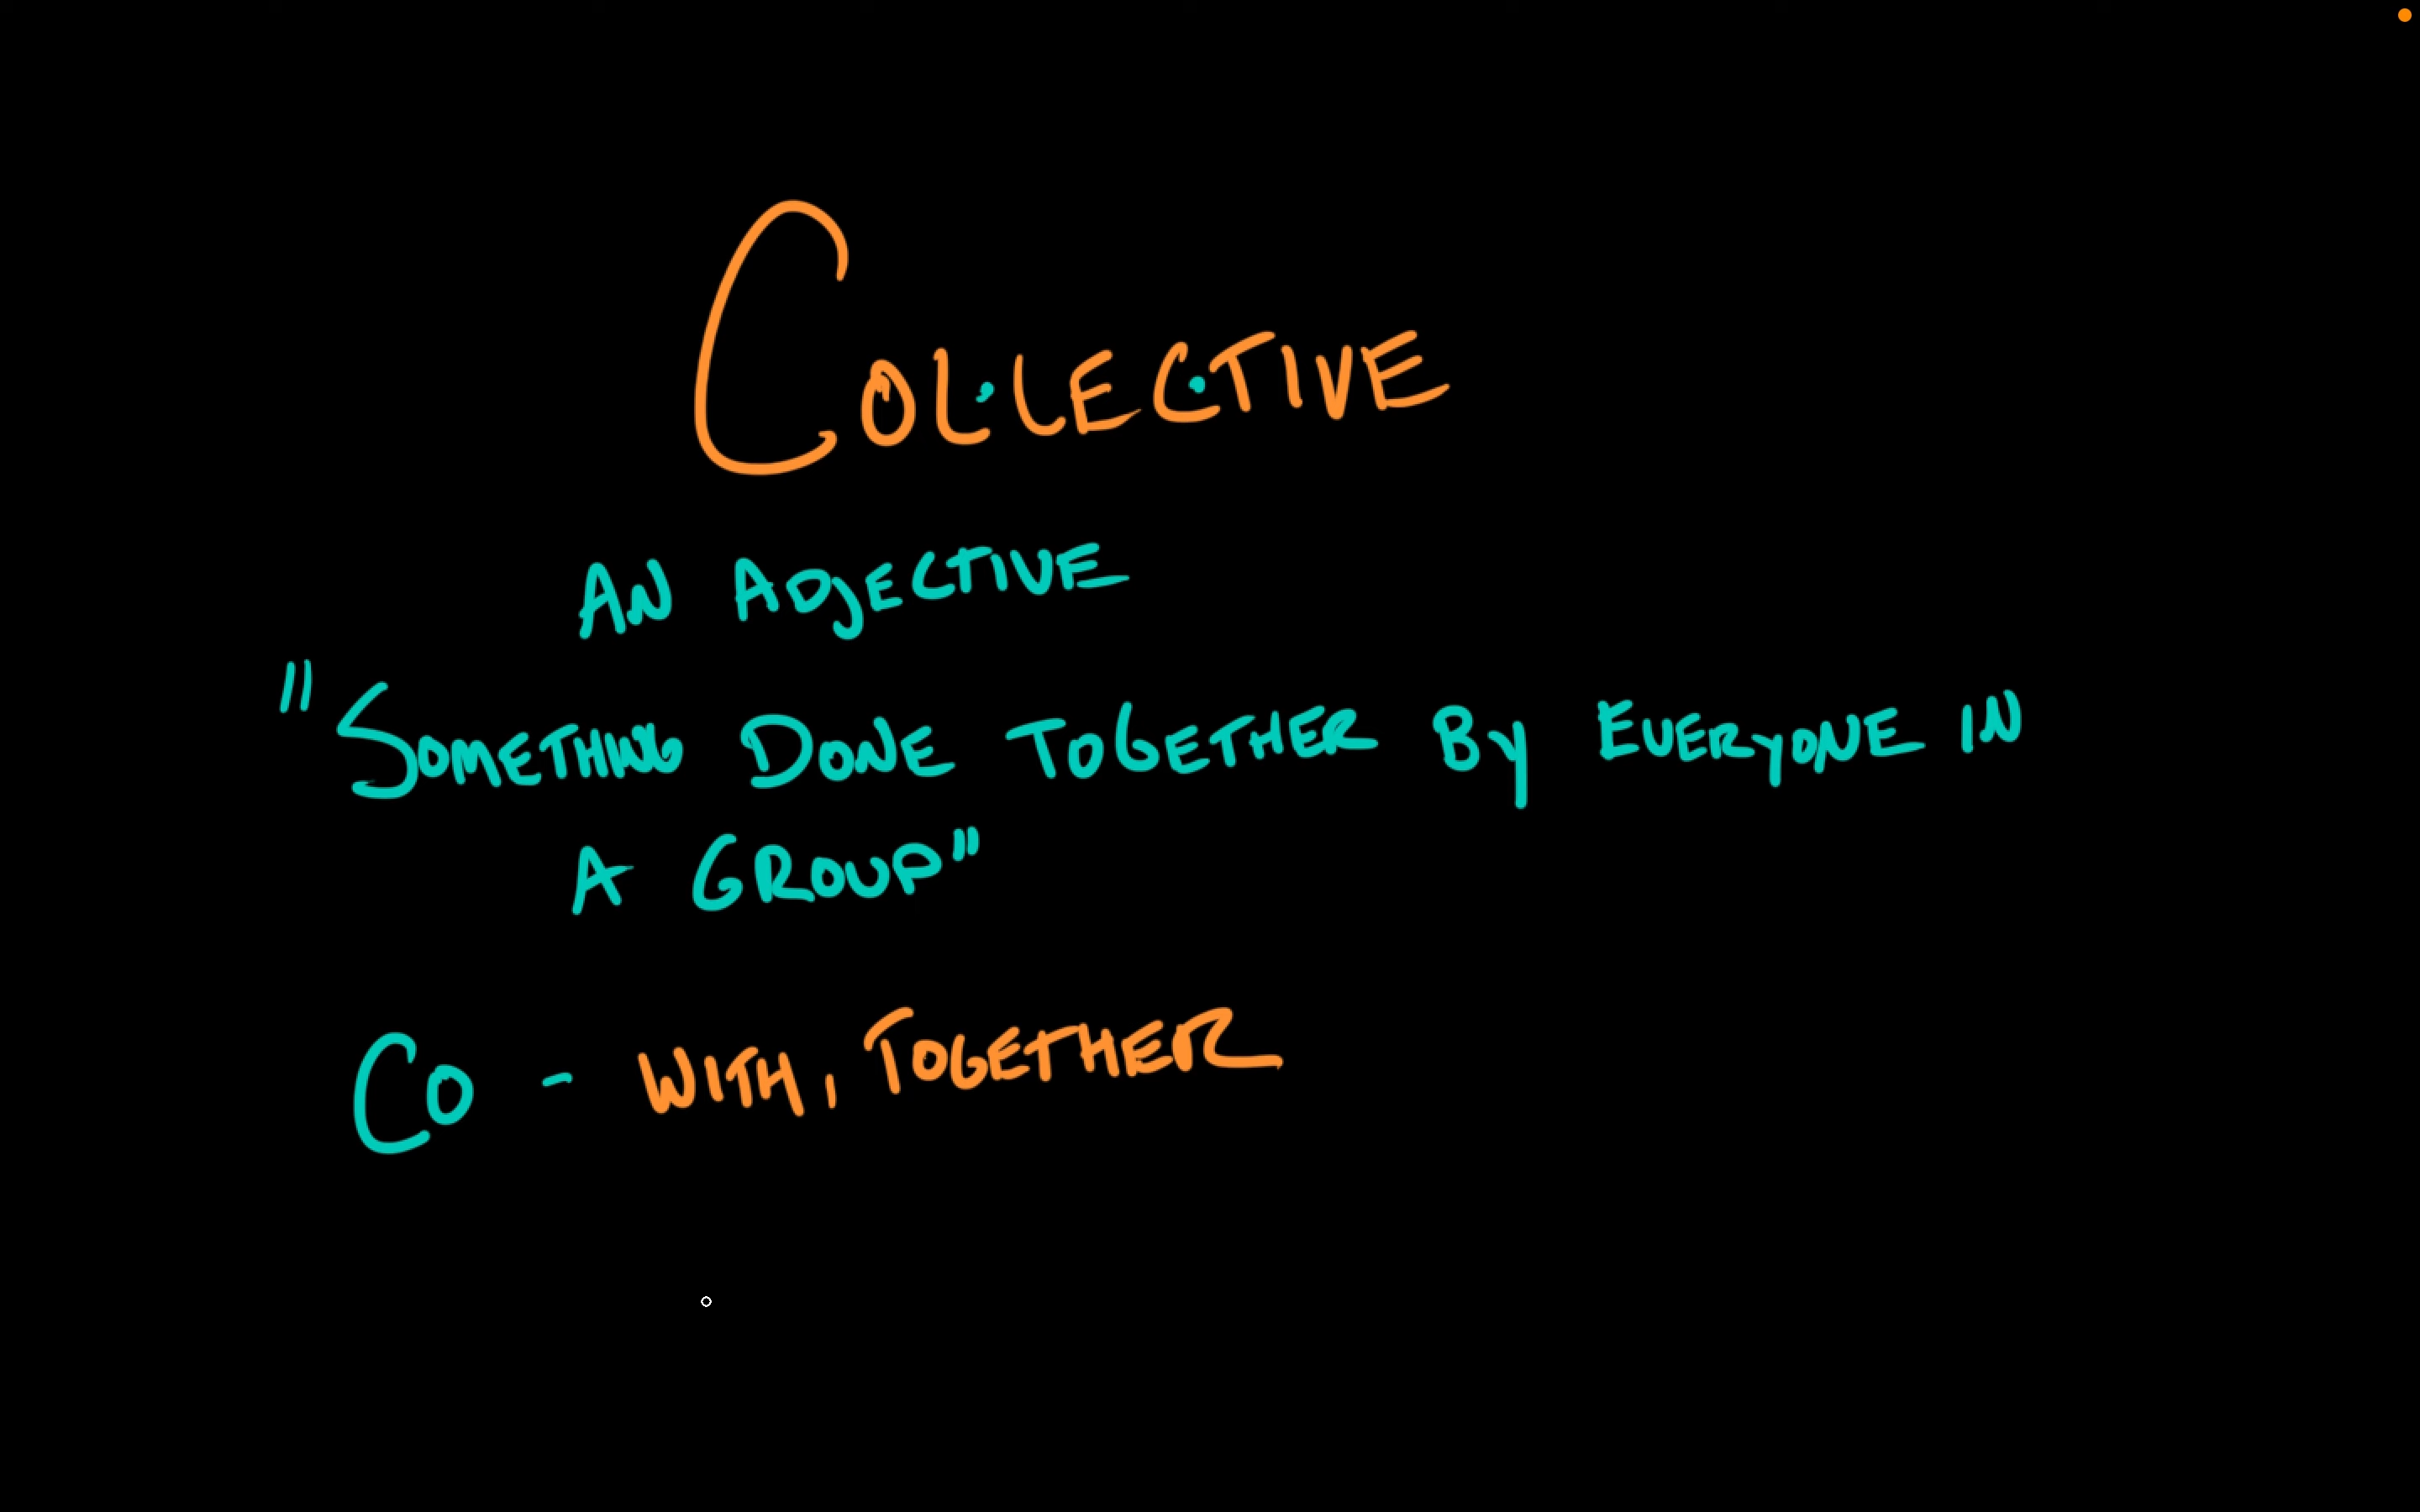 COL·LEC·TIVE
AN ADJECTIVE
"SOMETHING DONE TOGETHER BY EVERYONE IN
A GROUP"
CO - WITH, TOGETHER